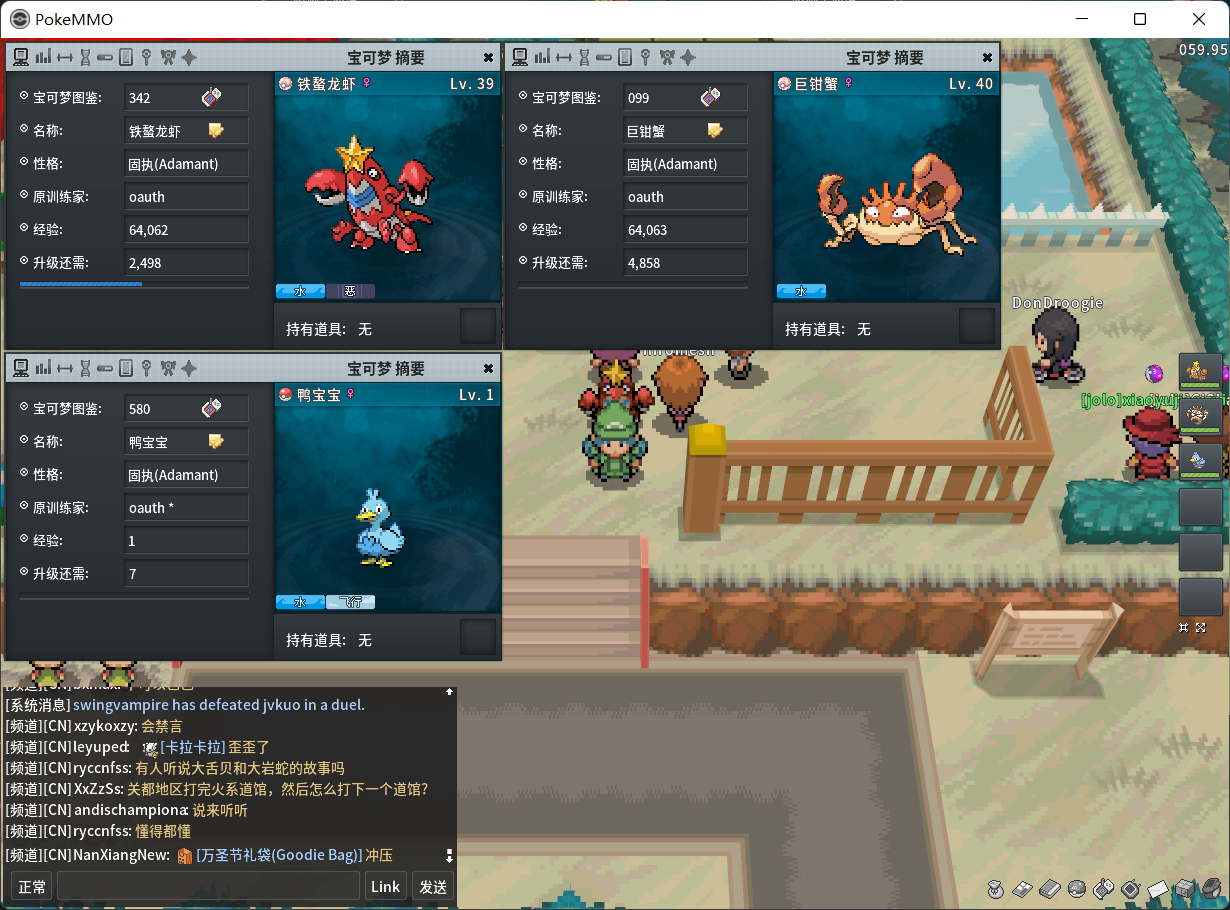 PokeMMO
059.95
宝可梦 摘要
宝可梦图鉴: 342
名称: 铁螯龙虾
性格: 固执(Adamant)
原训练家: oauth
经验: 64,062
升级还需: 2,498
铁螯龙虾♀ Lv. 39
水 恶
持有道具: 无
宝可梦 摘要
宝可梦图鉴: 099
名称: 巨钳蟹
性格: 固执(Adamant)
原训练家: oauth
经验: 64,063
升级还需: 4,858
巨钳蟹♀ Lv. 40
水
持有道具: 无
宝可梦 摘要
宝可梦图鉴: 580
名称: 鸭宝宝
性格: 固执(Adamant)
原训练家: oauth *
经验: 1
升级还需: 7
鸭宝宝♀ Lv. 1
水 飞行
持有道具: 无
DonDroogie
[系统消息] swingvampire has defeated jvkuo in a duel.
[频道][CN]xzykoxzy: 会禁言
[频道][CN]leyuped: [卡拉卡拉]歪歪了
[频道][CN]ryccnfss: 有人听说大舌贝和大岩蛇的故事吗
[频道][CN]XxZzSs: 关都地区打完火系道馆，然后怎么打下一个道馆?
[频道][CN]andischampiona: 说来听听
[频道][CN]ryccnfss: 懂得都懂
[频道][CN]NanXiangNew: [万圣节礼袋(Goodie Bag)]冲压
正常 Link 发送